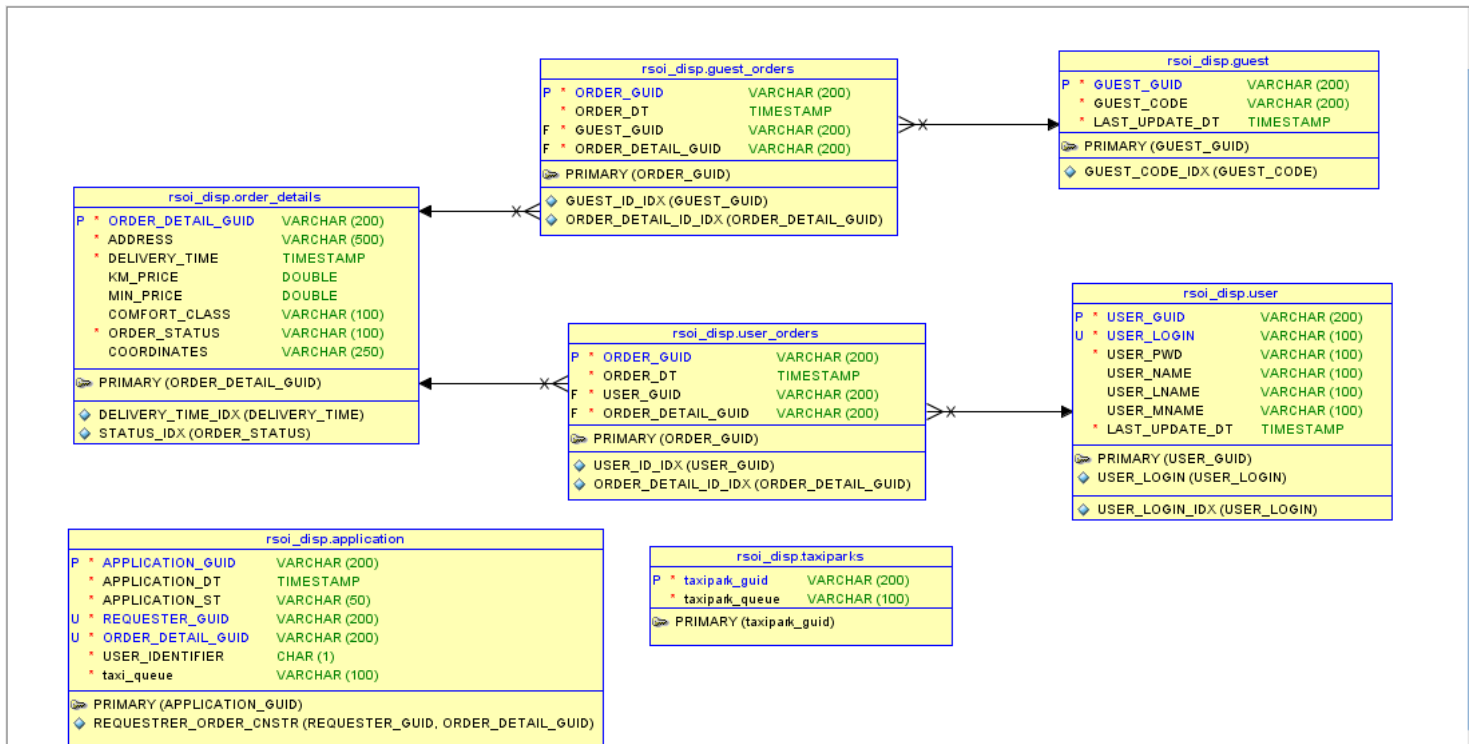 rsoi_disp.guest_orders
P * ORDER_GUID VARCHAR (200)
* ORDER_DT TIMESTAMP
F * GUEST_GUID VARCHAR (200)
F * ORDER_DETAIL_GUID VARCHAR (200)
PRIMARY (ORDER_GUID)
GUEST_ID_IDX (GUEST_GUID)
ORDER_DETAIL_ID_IDX (ORDER_DETAIL_GUID)
rsoi_disp.guest
P * GUEST_GUID VARCHAR (200)
* GUEST_CODE VARCHAR (200)
* LAST_UPDATE_DT TIMESTAMP
PRIMARY (GUEST_GUID)
GUEST_CODE_IDX (GUEST_CODE)
rsoi_disp.order_details
P * ORDER_DETAIL_GUID VARCHAR (200)
* ADDRESS VARCHAR (500)
* DELIVERY_TIME TIMESTAMP
KM_PRICE DOUBLE
MIN_PRICE DOUBLE
COMFORT_CLASS VARCHAR (100)
* ORDER_STATUS VARCHAR (100)
COORDINATES VARCHAR (250)
PRIMARY (ORDER_DETAIL_GUID)
DELIVERY_TIME_IDX (DELIVERY_TIME)
STATUS_IDX (ORDER_STATUS)
rsoi_disp.user_orders
P * ORDER_GUID VARCHAR (200)
* ORDER_DT TIMESTAMP
F * USER_GUID VARCHAR (200)
F * ORDER_DETAIL_GUID VARCHAR (200)
PRIMARY (ORDER_GUID)
USER_ID_IDX (USER_GUID)
ORDER_DETAIL_ID_IDX (ORDER_DETAIL_GUID)
rsoi_disp.user
P * USER_GUID VARCHAR (200)
U * USER_LOGIN VARCHAR (100)
* USER_PWD VARCHAR (100)
USER_NAME VARCHAR (100)
USER_LNAME VARCHAR (100)
USER_MNAME VARCHAR (100)
* LAST_UPDATE_DT TIMESTAMP
PRIMARY (USER_GUID)
USER_LOGIN (USER_LOGIN)
USER_LOGIN_IDX (USER_LOGIN)
rsoi_disp.application
P * APPLICATION_GUID VARCHAR (200)
* APPLICATION_DT TIMESTAMP
* APPLICATION_ST VARCHAR (50)
U * REQUESTER_GUID VARCHAR (200)
U * ORDER_DETAIL_GUID VARCHAR (200)
* USER_IDENTIFIER CHAR (1)
* taxi_queue VARCHAR (100)
PRIMARY (APPLICATION_GUID)
REQUESTRER_ORDER_CNSTR (REQUESTER_GUID, ORDER_DETAIL_GUID)
rsoi_disp.taxiparks
P * taxipark_guid VARCHAR (200)
* taxipark_queue VARCHAR (100)
PRIMARY (taxipark_guid)